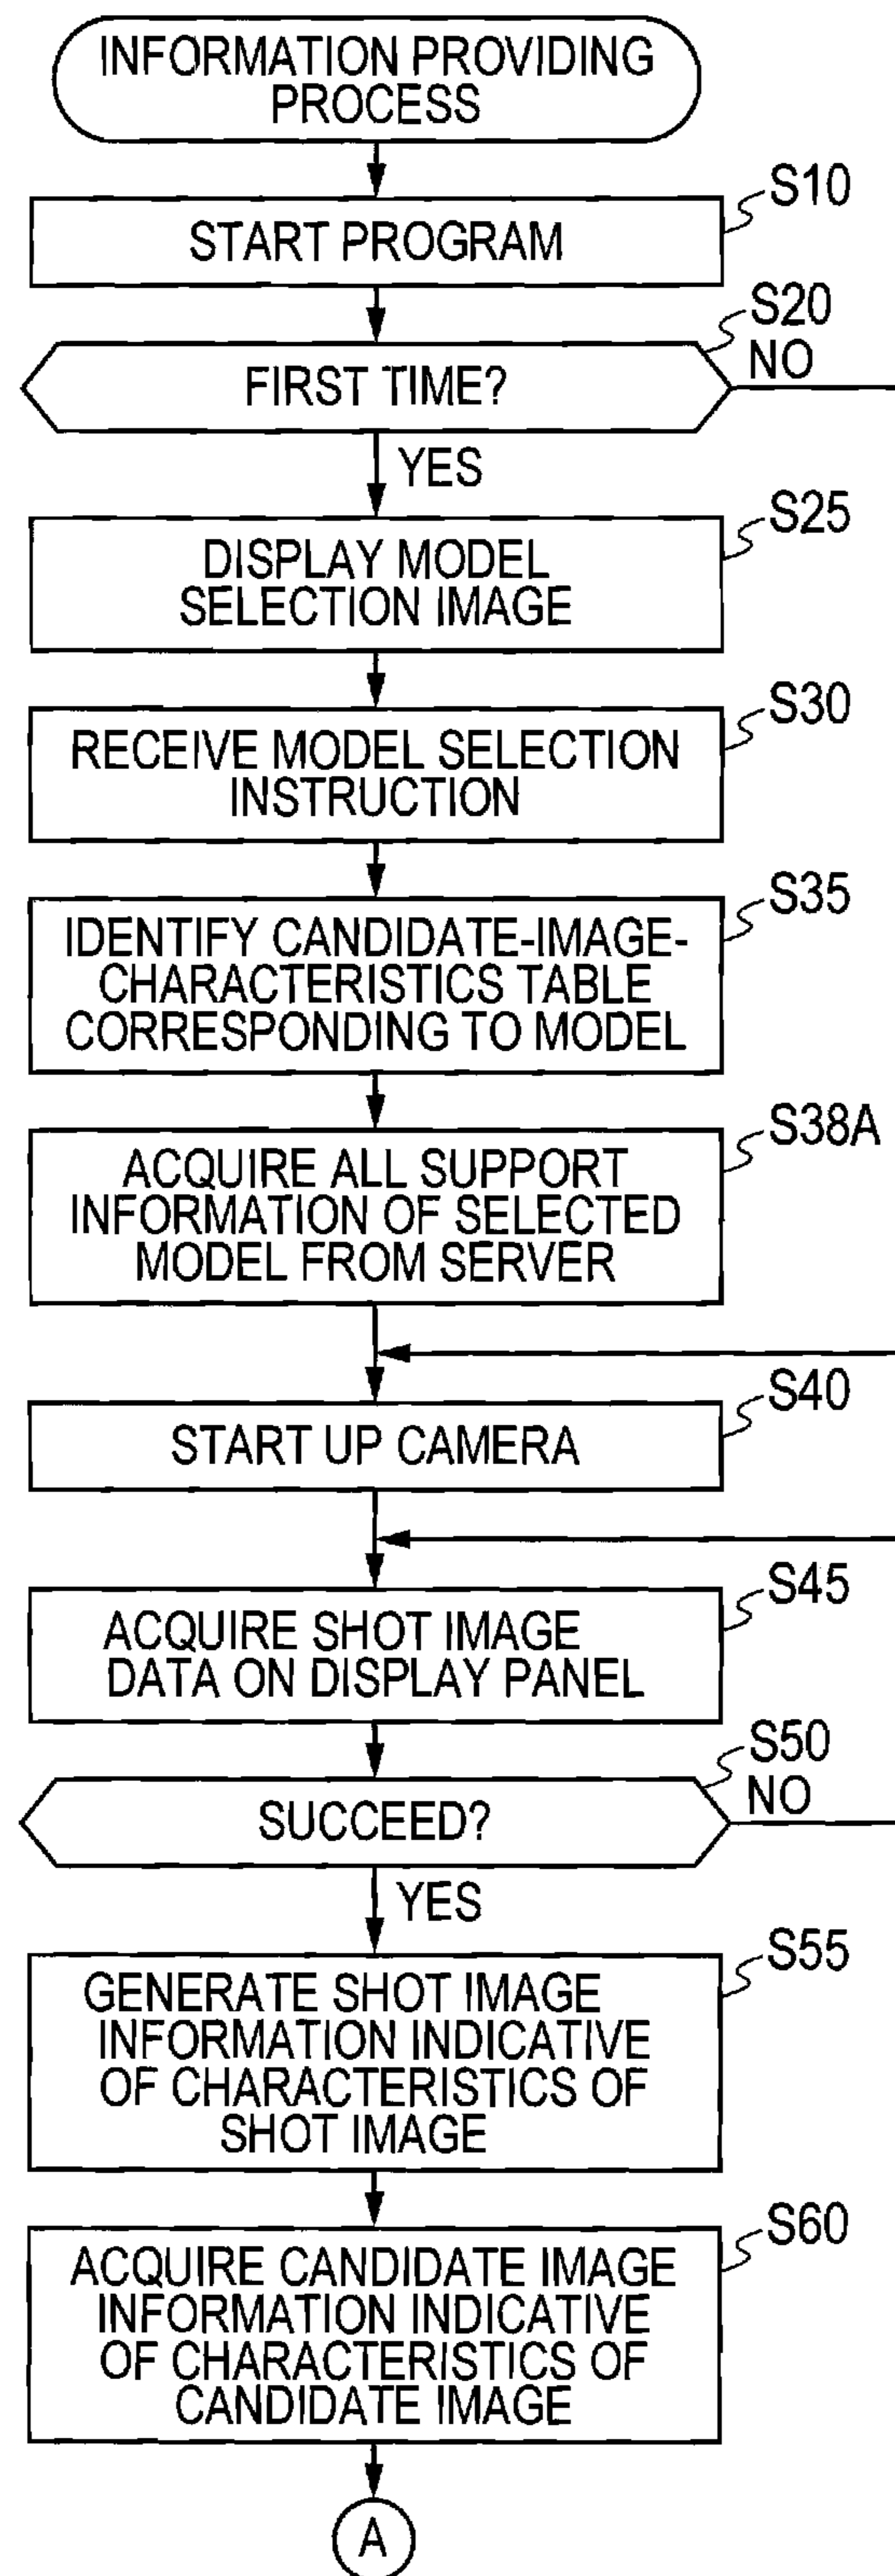 INFORMATION PROVIDING
PROCESS
S10
START PROGRAM
S20
FIRST TIME?
NO
YES
S25
DISPLAY MODEL
SELECTION IMAGE
S30
RECEIVE MODEL SELECTION
INSTRUCTION
S35
IDENTIFY CANDIDATE-IMAGE-
CHARACTERISTICS TABLE
CORRESPONDING TO MODEL
S38A
ACQUIRE ALL SUPPORT
INFORMATION OF SELECTED
MODEL FROM SERVER
S40
START UP CAMERA
S45
ACQUIRE SHOT IMAGE
DATA ON DISPLAY PANEL
S50
SUCCEED?
NO
YES
S55
GENERATE SHOT IMAGE
INFORMATION INDICATIVE
OF CHARACTERISTICS OF
SHOT IMAGE
S60
ACQUIRE CANDIDATE IMAGE
INFORMATION INDICATIVE
OF CHARACTERISTICS OF
CANDIDATE IMAGE
A